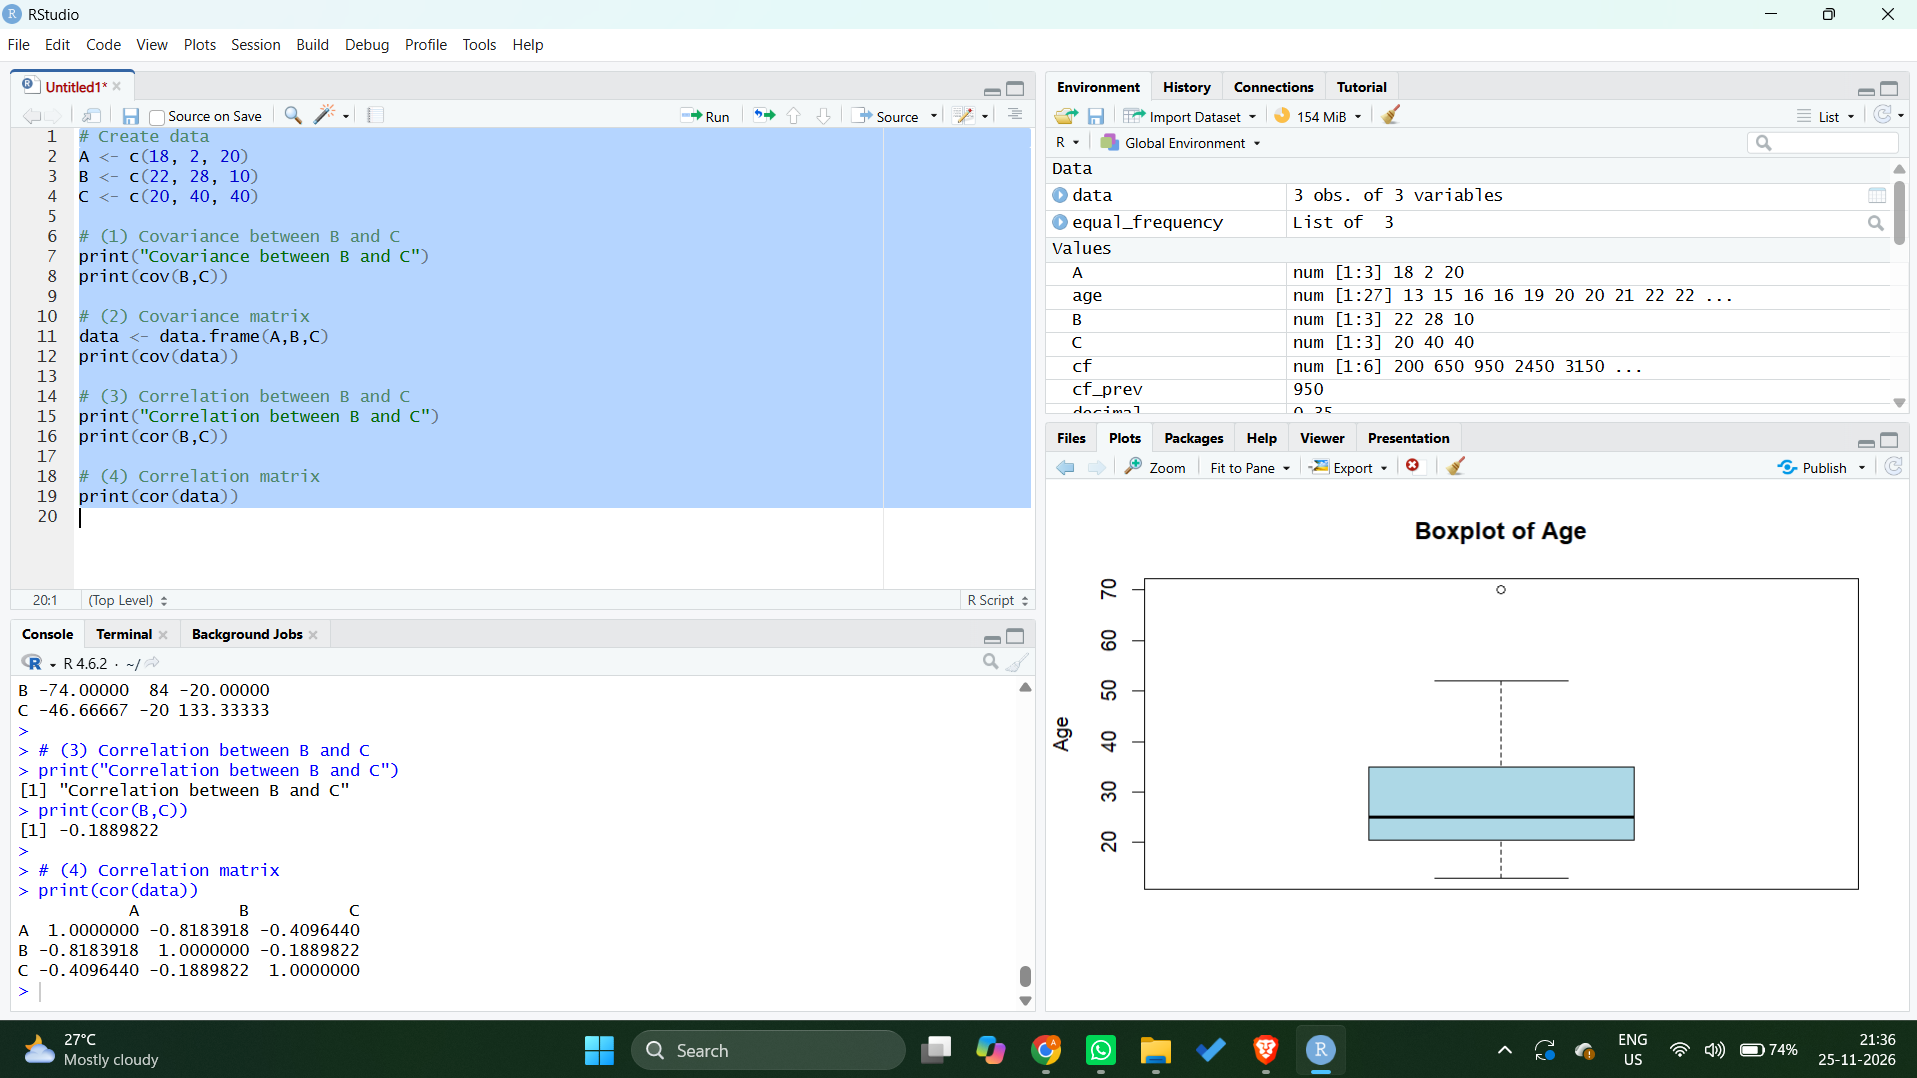 RStudio
File Edit Code View Plots Session Build Debug Profile Tools Help
Untitled1*
Source on Save Run Source
1 # Create data
2 A <- c(18, 2, 20)
3 B <- c(22, 28, 10)
4 C <- c(20, 40, 40)
5
6 # (1) Covariance between B and C
7 print("Covariance between B and C")
8 print(cov(B,C))
9
10 # (2) Covariance matrix
11 data <- data.frame(A,B,C)
12 print(cov(data))
13
14 # (3) Correlation between B and C
15 print("Correlation between B and C")
16 print(cor(B,C))
17
18 # (4) Correlation matrix
19 print(cor(data))
20
20:1 (Top Level) R Script
Console Terminal Background Jobs
R 4.6.2 · ~/
B -74.00000 84 -20.00000
C -46.66667 -20 133.33333
>
> # (3) Correlation between B and C
> print("Correlation between B and C")
[1] "Correlation between B and C"
> print(cor(B,C))
[1] -0.1889822
>
> # (4) Correlation matrix
> print(cor(data))
A B C
A 1.0000000 -0.8183918 -0.4096440
B -0.8183918 1.0000000 -0.1889822
C -0.4096440 -0.1889822 1.0000000
>
Environment History Connections Tutorial
Import Dataset 154 MiB List
R Global Environment
Data
data 3 obs. of 3 variables
equal_frequency List of 3
Values
A num [1:3] 18 2 20
age num [1:27] 13 15 16 16 19 20 20 21 22 22 ...
B num [1:3] 22 28 10
C num [1:3] 20 40 40
cf num [1:6] 200 650 950 2450 3150 ...
cf_prev 950
decimal 0.35
Files Plots Packages Help Viewer Presentation
Zoom Fit to Pane Export Publish
Boxplot of Age
Age
70
60
50
40
30
20
27°C
Mostly cloudy
Search
ENG
US
74%
21:36
25-11-2026